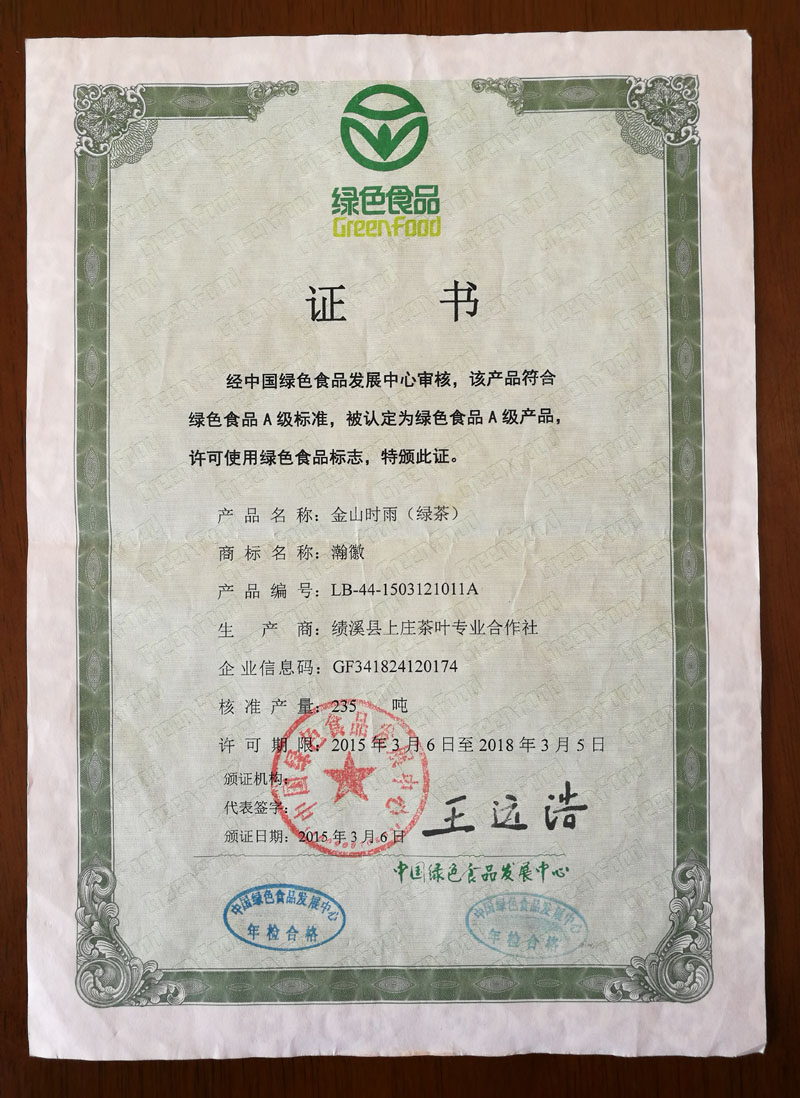 绿色食品
GreenFood
证 书
经中国绿色食品发展中心审核，该产品符合
绿色食品A级标准，被认定为绿色食品A级产品，
许可使用绿色食品标志，特颁此证。
产品名称：金山时雨（绿茶）
商标名称：瀚徽
产品编号：LB-44-1503121011A
生产商：绩溪县上庄茶叶专业合作社
企业信息码：GF341824120174
核准产量：235 吨
许可期限：2015年3月6日至2018年3月5日
颁证机构：
代表签字：王运浩
颁证日期：2015年3月6日
中国绿色食品发展中心
中国绿色食品发展中心
中国绿色食品发展中心
年检合格
中国绿色食品发展中心
年检合格